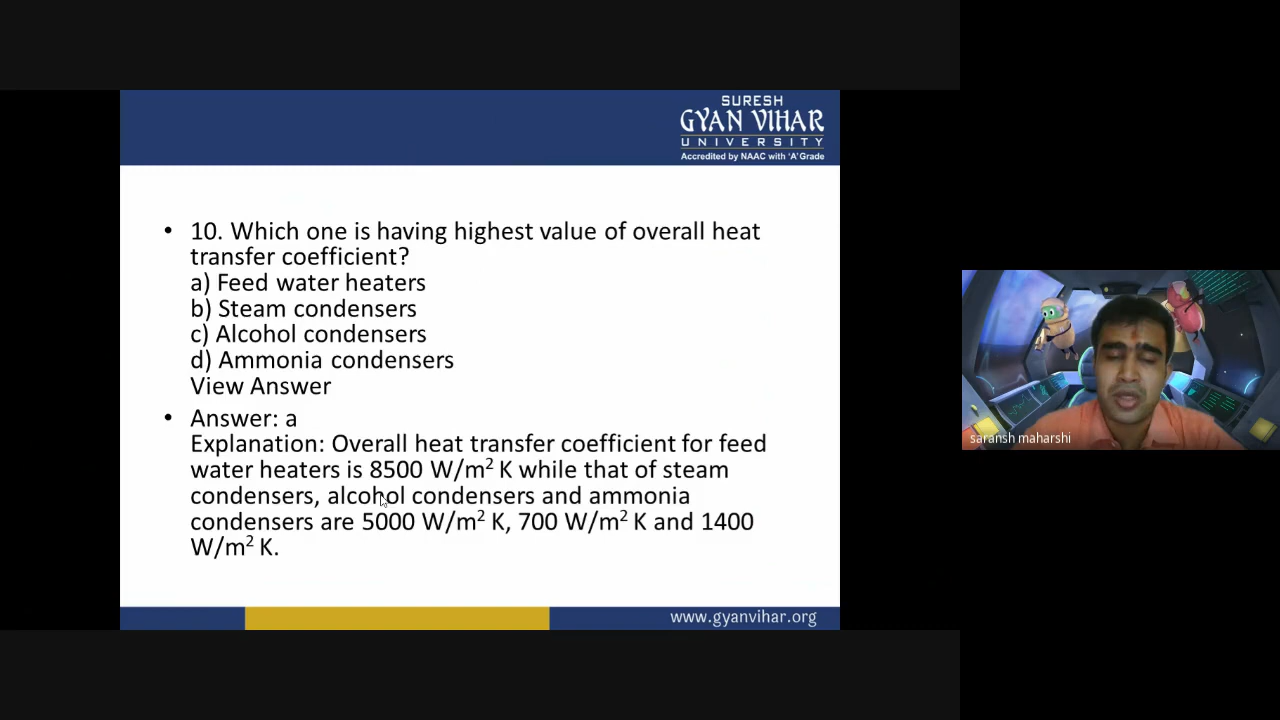 SURESH
GYAN VIHAR
UNIVERSITY
Accredited by NAAC with 'A' Grade
• 10. Which one is having highest value of overall heat
transfer coefficient?
a) Feed water heaters
b) Steam condensers
c) Alcohol condensers
d) Ammonia condensers
View Answer
• Answer: a
Explanation: Overall heat transfer coefficient for feed
water heaters is 8500 W/m² K while that of steam
condensers, alcohol condensers and ammonia
condensers are 5000 W/m² K, 700 W/m² K and 1400
W/m² K.
www.gyanvihar.org
saransh maharshi